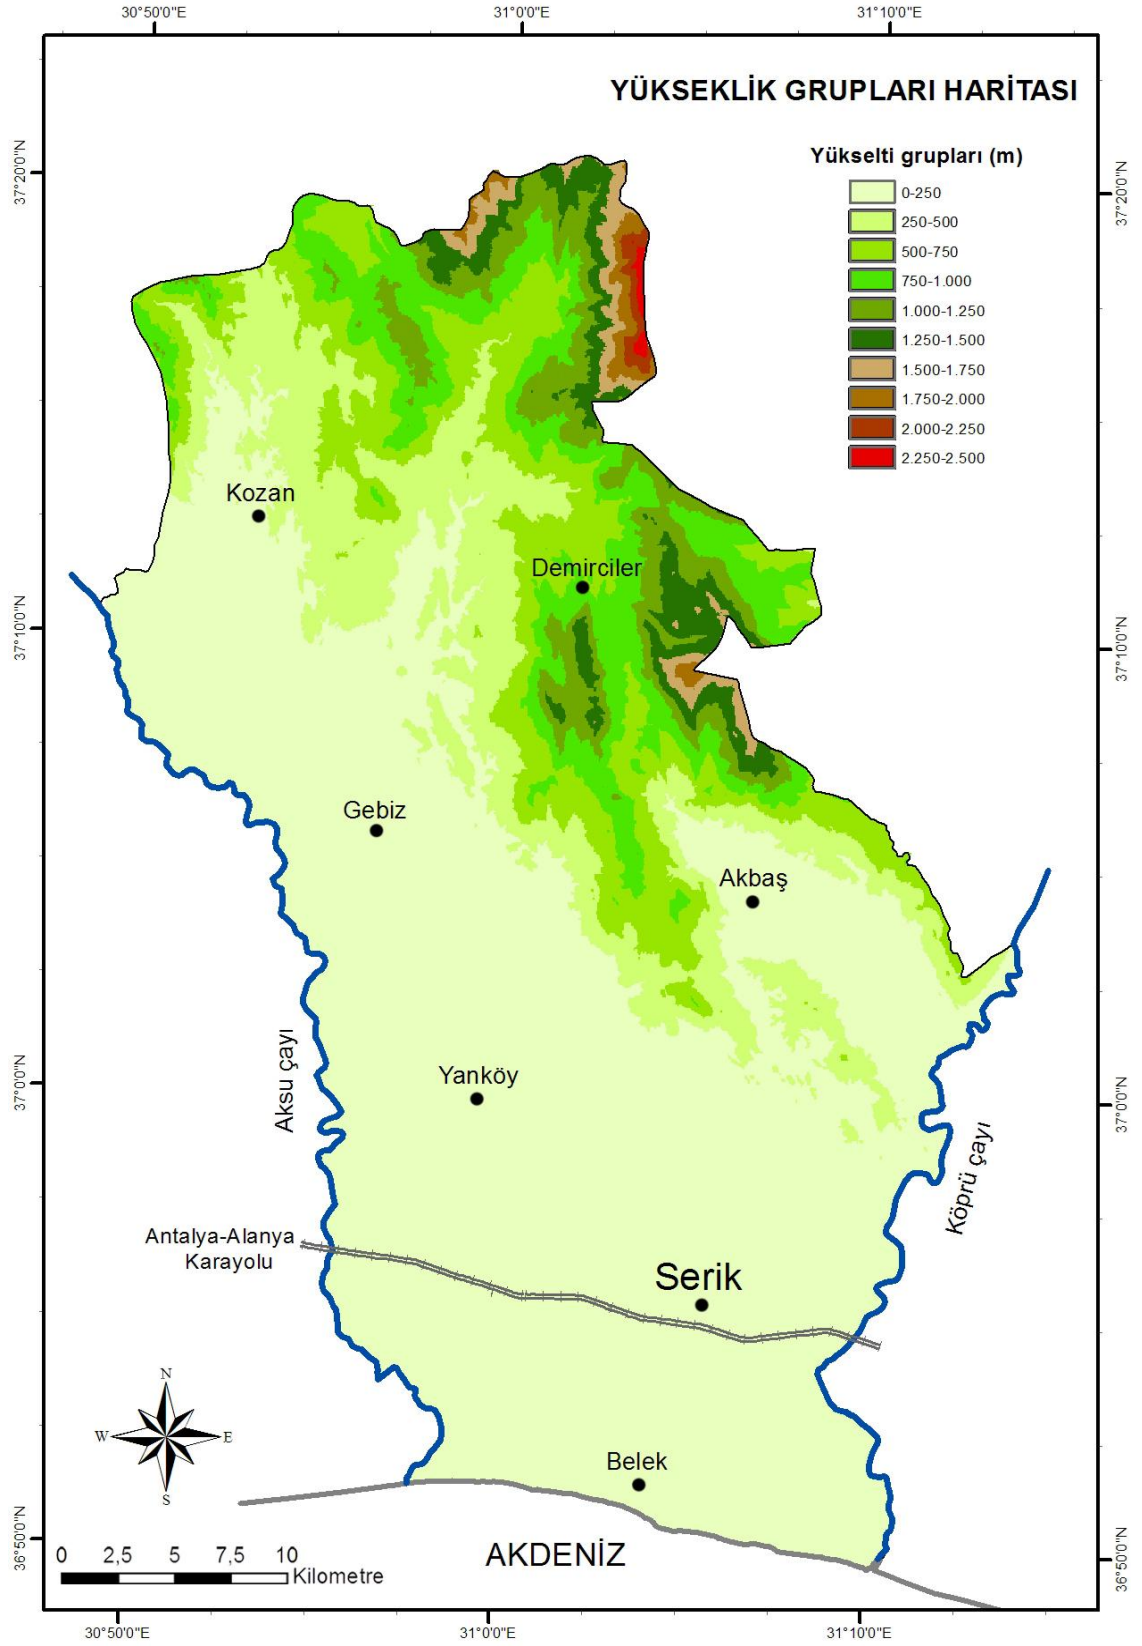 30°50'0"E
31°0'0"E
31°10'0"E
YÜKSEKLİK GRUPLARI HARİTASI
Yükselti grupları (m)
0-250
250-500
500-750
750-1.000
1.000-1.250
1.250-1.500
1.500-1.750
1.750-2.000
2.000-2.250
2.250-2.500
37°20'0"N
37°20'0"N
Kozan
Demirciler
37°10'0"N
37°10'0"N
Gebiz
Akbaş
Aksu çayı
Yanköy
37°0'0"N
37°0'0"N
Köprü çayı
Antalya-Alanya
Karayolu
Serik
N
W
E
S
Belek
AKDENİZ
36°50'0"N
36°50'0"N
0 2,5 5 7,5 10
Kilometre
30°50'0"E
31°0'0"E
31°10'0"E